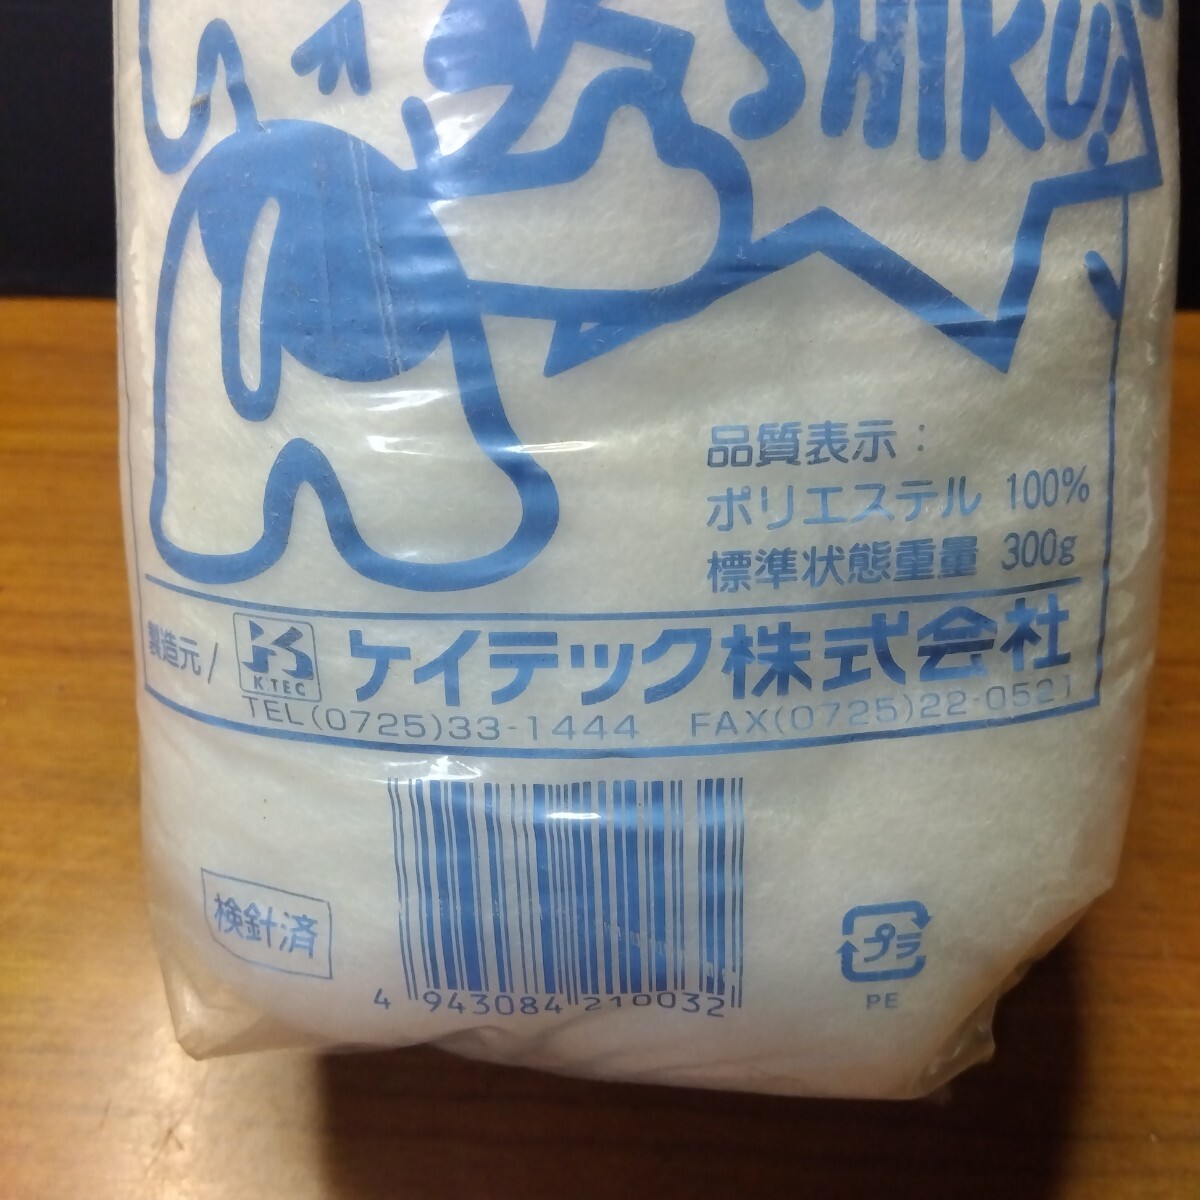 SHIKU
品質表示：
ポリエステル 100%
標準状態重量 300g
製造元/ K.TEC ケイテック株式会社
TEL(0725)33-1444 FAX(0725)22-0521
検針済
プラ
PE
4 943084 210032